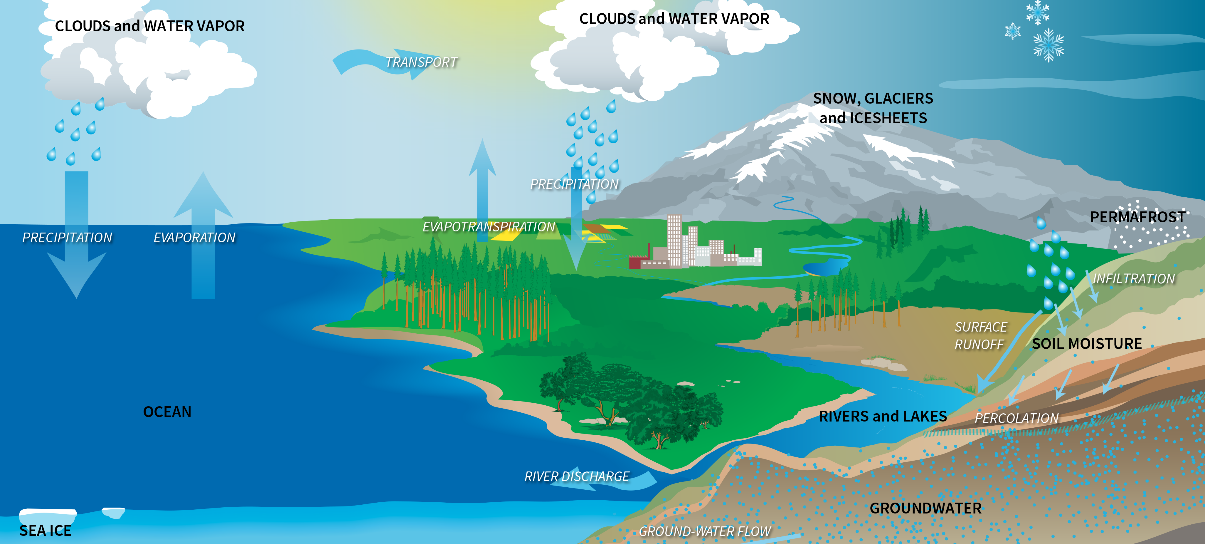 CLOUDS and WATER VAPOR
CLOUDS and WATER VAPOR
TRANSPORT
SNOW, GLACIERS
and ICESHEETS
PRECIPITATION
PERMAFROST
EVAPOTRANSPIRATION
PRECIPITATION
EVAPORATION
INFILTRATION
SURFACE
RUNOFF
SOIL MOISTURE
OCEAN
RIVERS and LAKES
PERCOLATION
RIVER DISCHARGE
GROUNDWATER
SEA ICE
GROUND-WATER FLOW